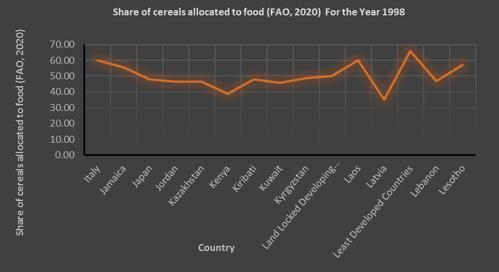 Share of cereals allocated to food (FAO, 2020)  For the Year 1998
Share of cereals allocated to food (FAO, 2020)
70.00
60.00
50.00
40.00
30.00
20.00
10.00
0.00
Italy
Jamaica
Japan
Jordan
Kazakhstan
Kenya
Kiribati
Kuwait
Kyrgyzstan
Land Locked Developing...
Laos
Latvia
Least Developed Countries
Lebanon
Lesotho
Country